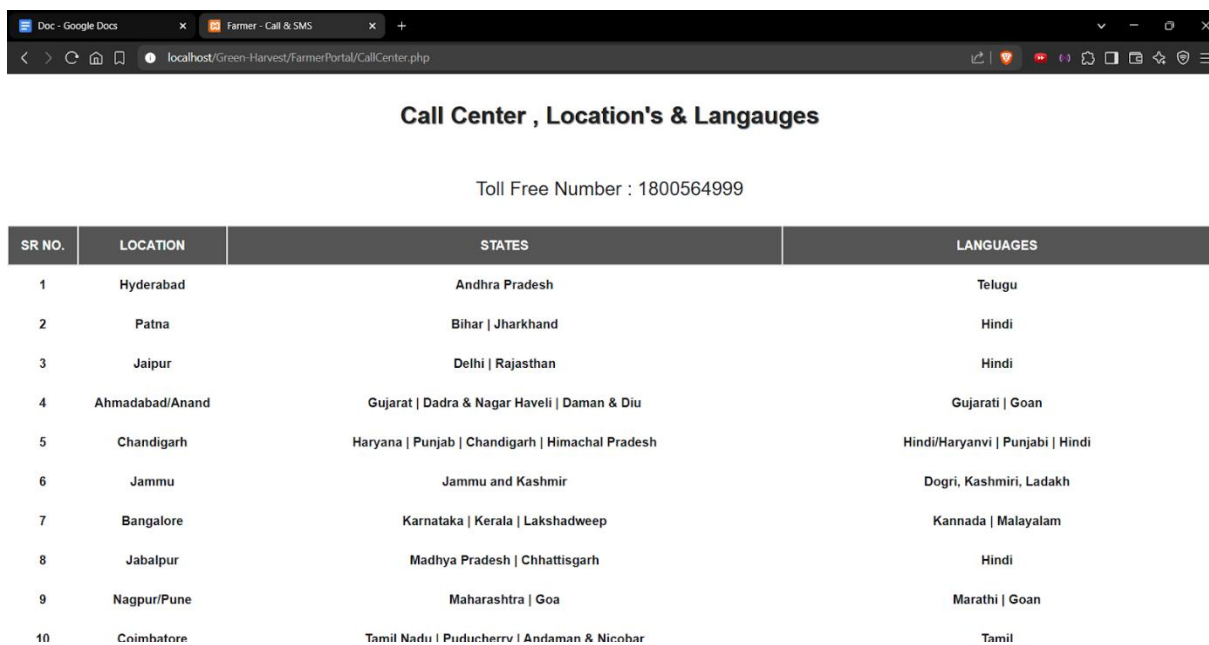 Doc - Google Docs
Farmer - Call & SMS
localhost/Green-Harvest/FarmerPortal/CallCenter.php
Call Center , Location's & Langauges
Toll Free Number : 1800564999
SR NO. LOCATION STATES LANGUAGES
1 Hyderabad Andhra Pradesh Telugu
2 Patna Bihar | Jharkhand Hindi
3 Jaipur Delhi | Rajasthan Hindi
4 Ahmadabad/Anand Gujarat | Dadra & Nagar Haveli | Daman & Diu Gujarati | Goan
5 Chandigarh Haryana | Punjab | Chandigarh | Himachal Pradesh Hindi/Haryanvi | Punjabi | Hindi
6 Jammu Jammu and Kashmir Dogri, Kashmiri, Ladakh
7 Bangalore Karnataka | Kerala | Lakshadweep Kannada | Malayalam
8 Jabalpur Madhya Pradesh | Chhattisgarh Hindi
9 Nagpur/Pune Maharashtra | Goa Marathi | Goan
10 Coimbatore Tamil Nadu | Puducherry | Andaman & Nicobar Tamil